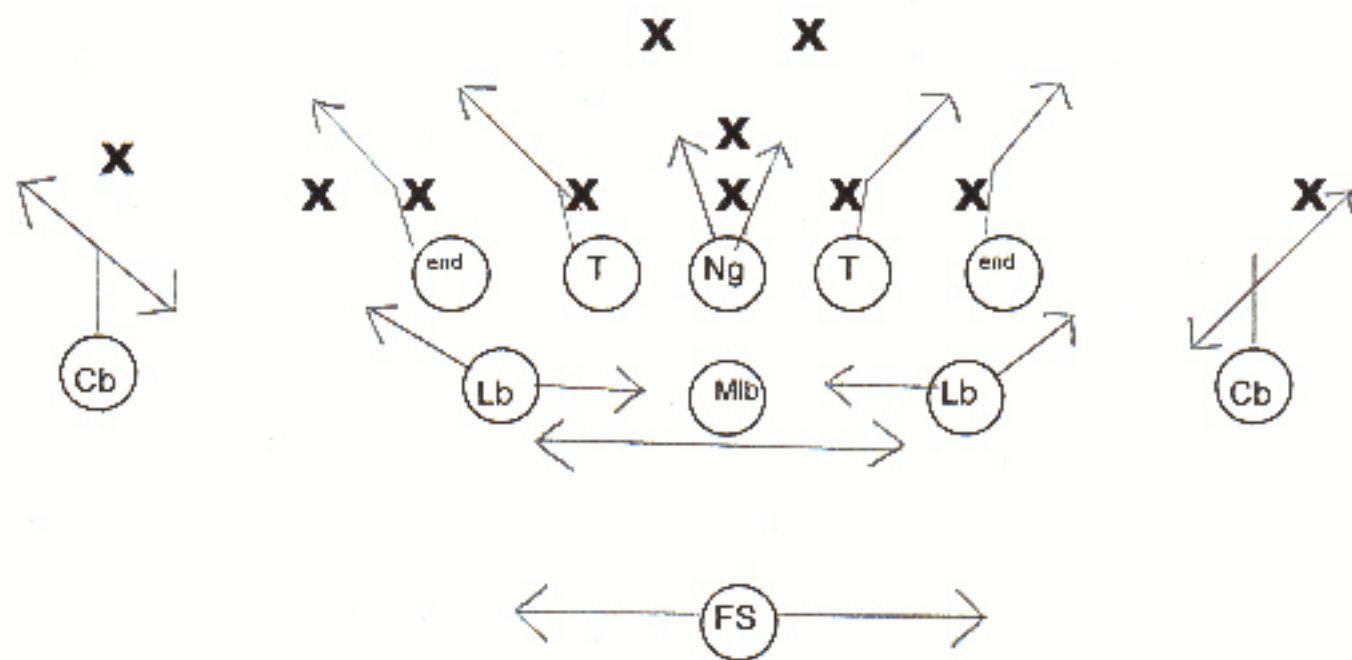 X X
X
X
X X X X X X X
end T Ng T end
Cb Lb Mlb Lb Cb
FS